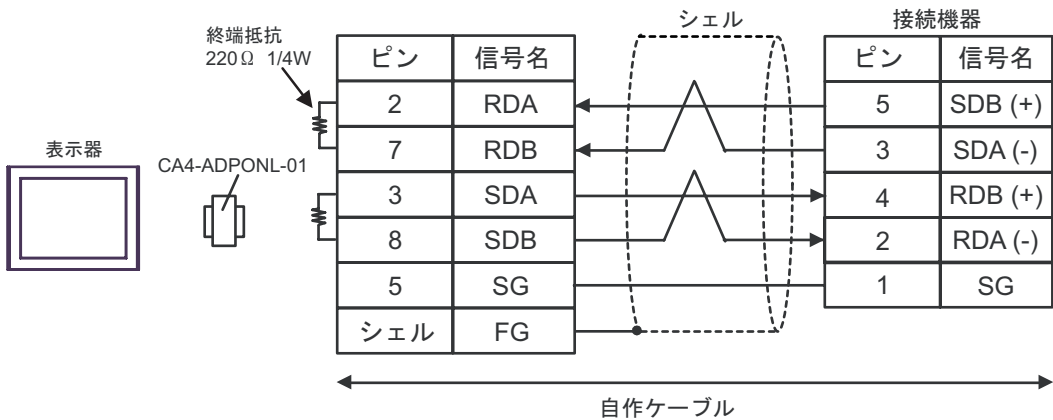 シェル
接続機器
終端抵抗
220Ω 1/4W
ピン 信号名
ピン 信号名
2 RDA
5 SDB (+)
7 RDB
3 SDA (-)
表示器
CA4-ADPONL-01
3 SDA
4 RDB (+)
8 SDB
2 RDA (-)
5 SG
1 SG
シェル FG
自作ケーブル